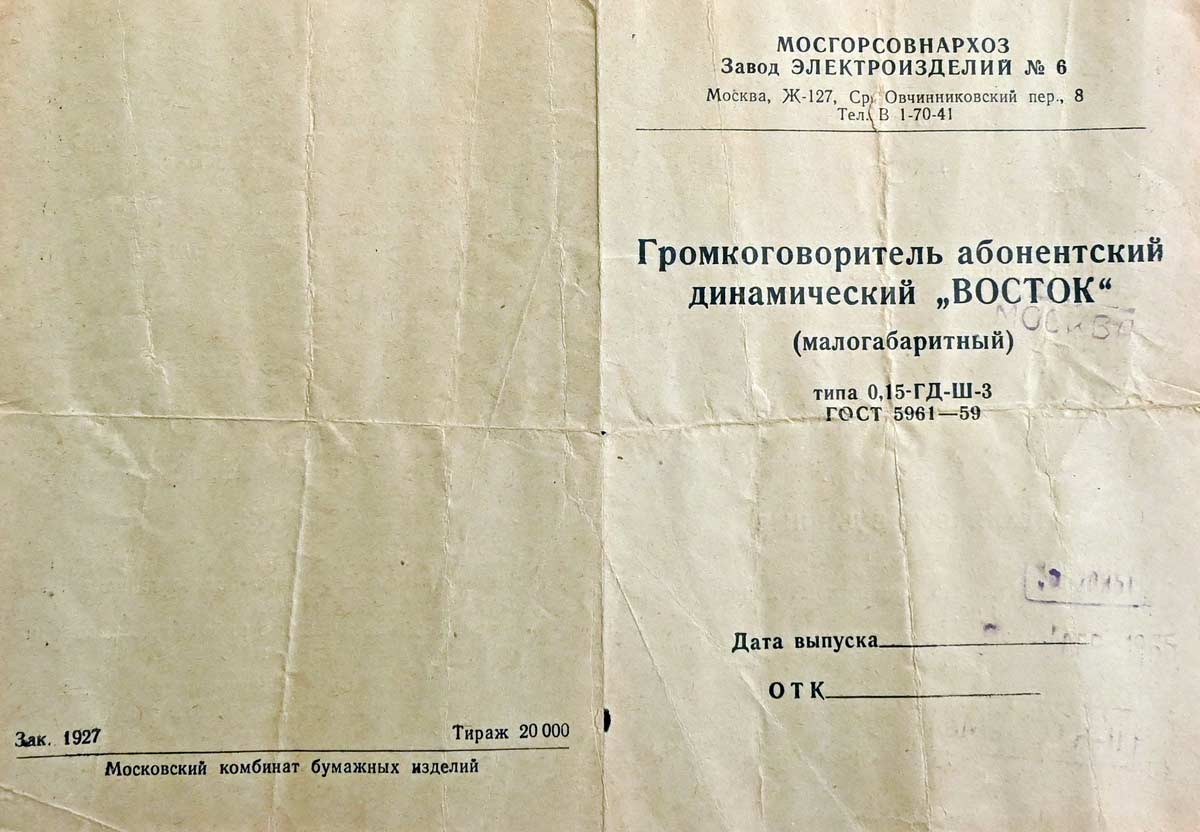 МОСГОРСОВНАРХОЗ
Завод ЭЛЕКТРОИЗДЕЛИЙ № 6
Москва, Ж-127, Ср. Овчинниковский пер., 8
Тел. В 1-70-41
Громкоговоритель абонентский
динамический „ВОСТОК“
МОСКВА
(малогабаритный)
типа 0,15-ГД-Ш-3
ГОСТ 5961—59
Дата выпуска
ОТК
Зак. 1927 Тираж 20 000
Московский комбинат бумажных изделий